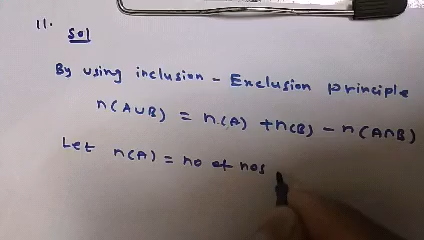 11.
Sol
By using inclusion - Exclusion principle
n(A∪B) = n(A) + n(B) - n(A∩B)
Let n(A) = no of nos